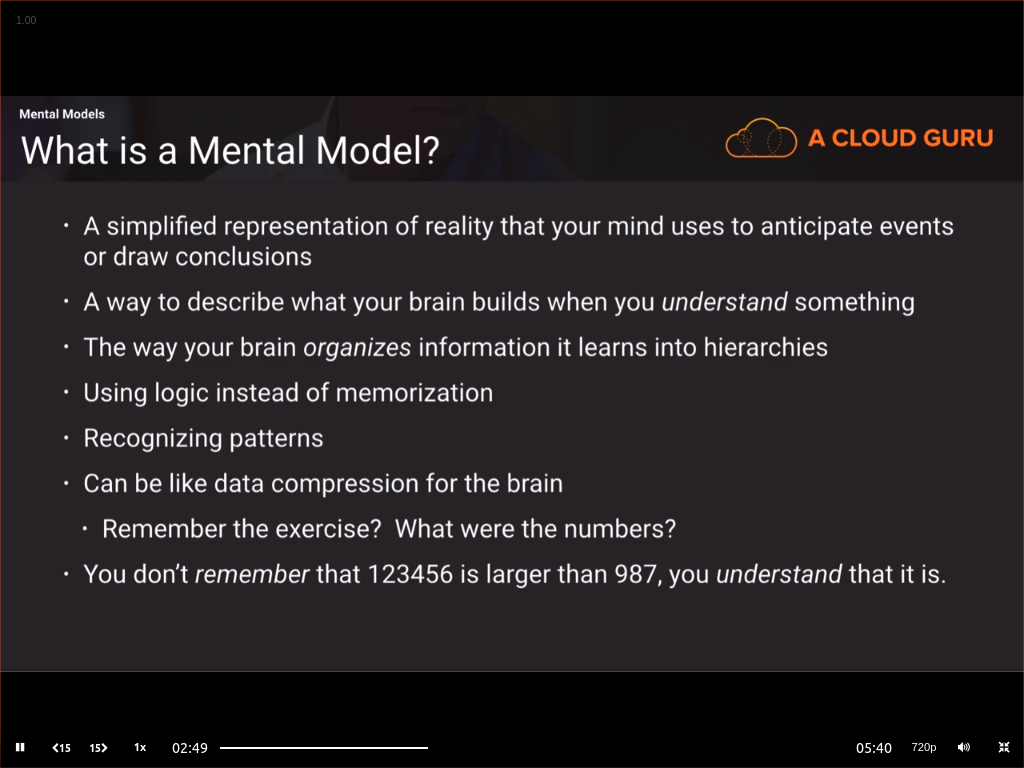 1.00
Mental Models
What is a Mental Model?
A CLOUD GURU
· A simplified representation of reality that your mind uses to anticipate events
or draw conclusions
· A way to describe what your brain builds when you understand something
· The way your brain organizes information it learns into hierarchies
· Using logic instead of memorization
· Recognizing patterns
· Can be like data compression for the brain
· Remember the exercise?  What were the numbers?
· You don’t remember that 123456 is larger than 987, you understand that it is.
15 15 1x 02:49 05:40 720p